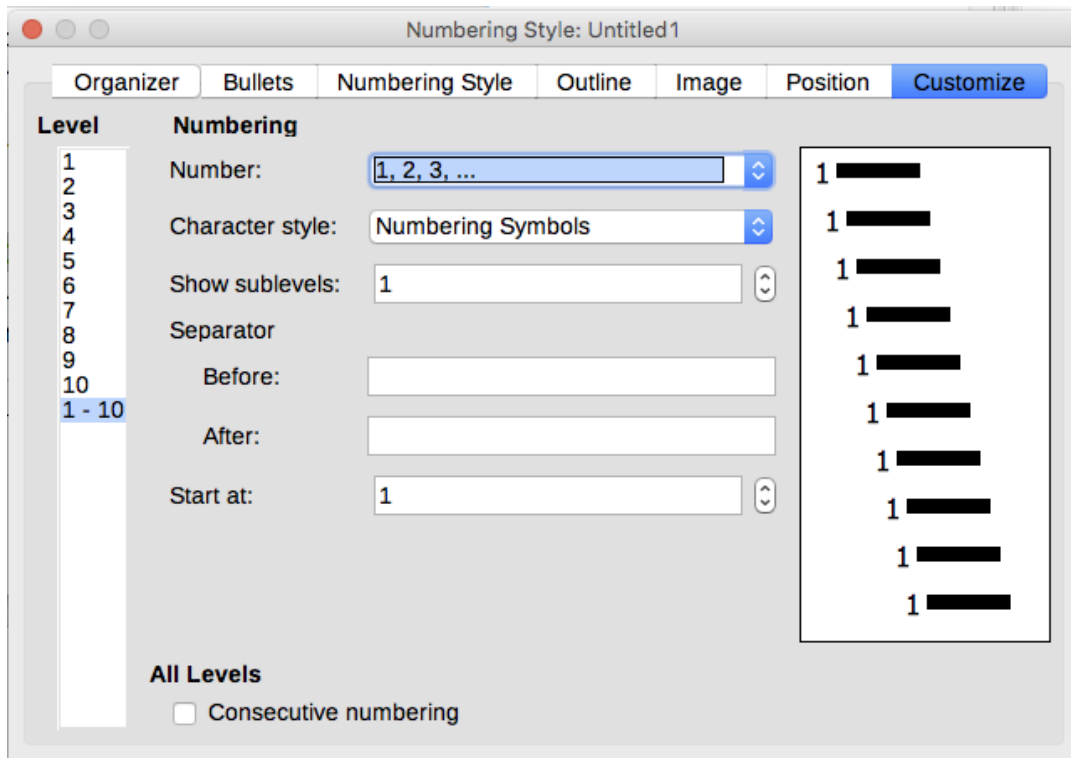 Numbering Style: Untitled1
Organizer Bullets Numbering Style Outline Image Position Customize
Level
1
2
3
4
5
6
7
8
9
10
1 - 10
Numbering
Number: 1, 2, 3, ...
Character style: Numbering Symbols
Show sublevels: 1
Separator
Before:
After:
Start at: 1
All Levels
Consecutive numbering
1
1
1
1
1
1
1
1
1
1